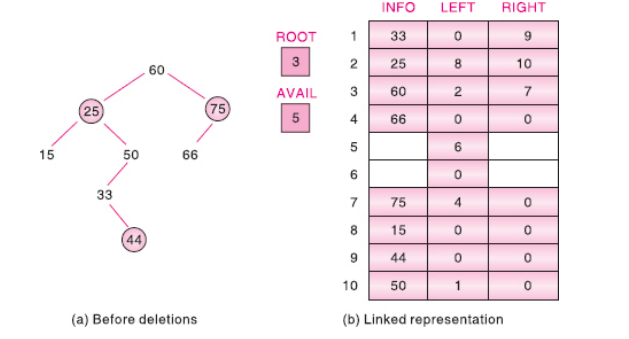 INFO LEFT RIGHT
ROOT
3
AVAIL
5
60
25 75
15 50 66
33
44
1 33 0 9
2 25 8 10
3 60 2 7
4 66 0 0
5 6
6 0
7 75 4 0
8 15 0 0
9 44 0 0
10 50 1 0
(a) Before deletions
(b) Linked representation